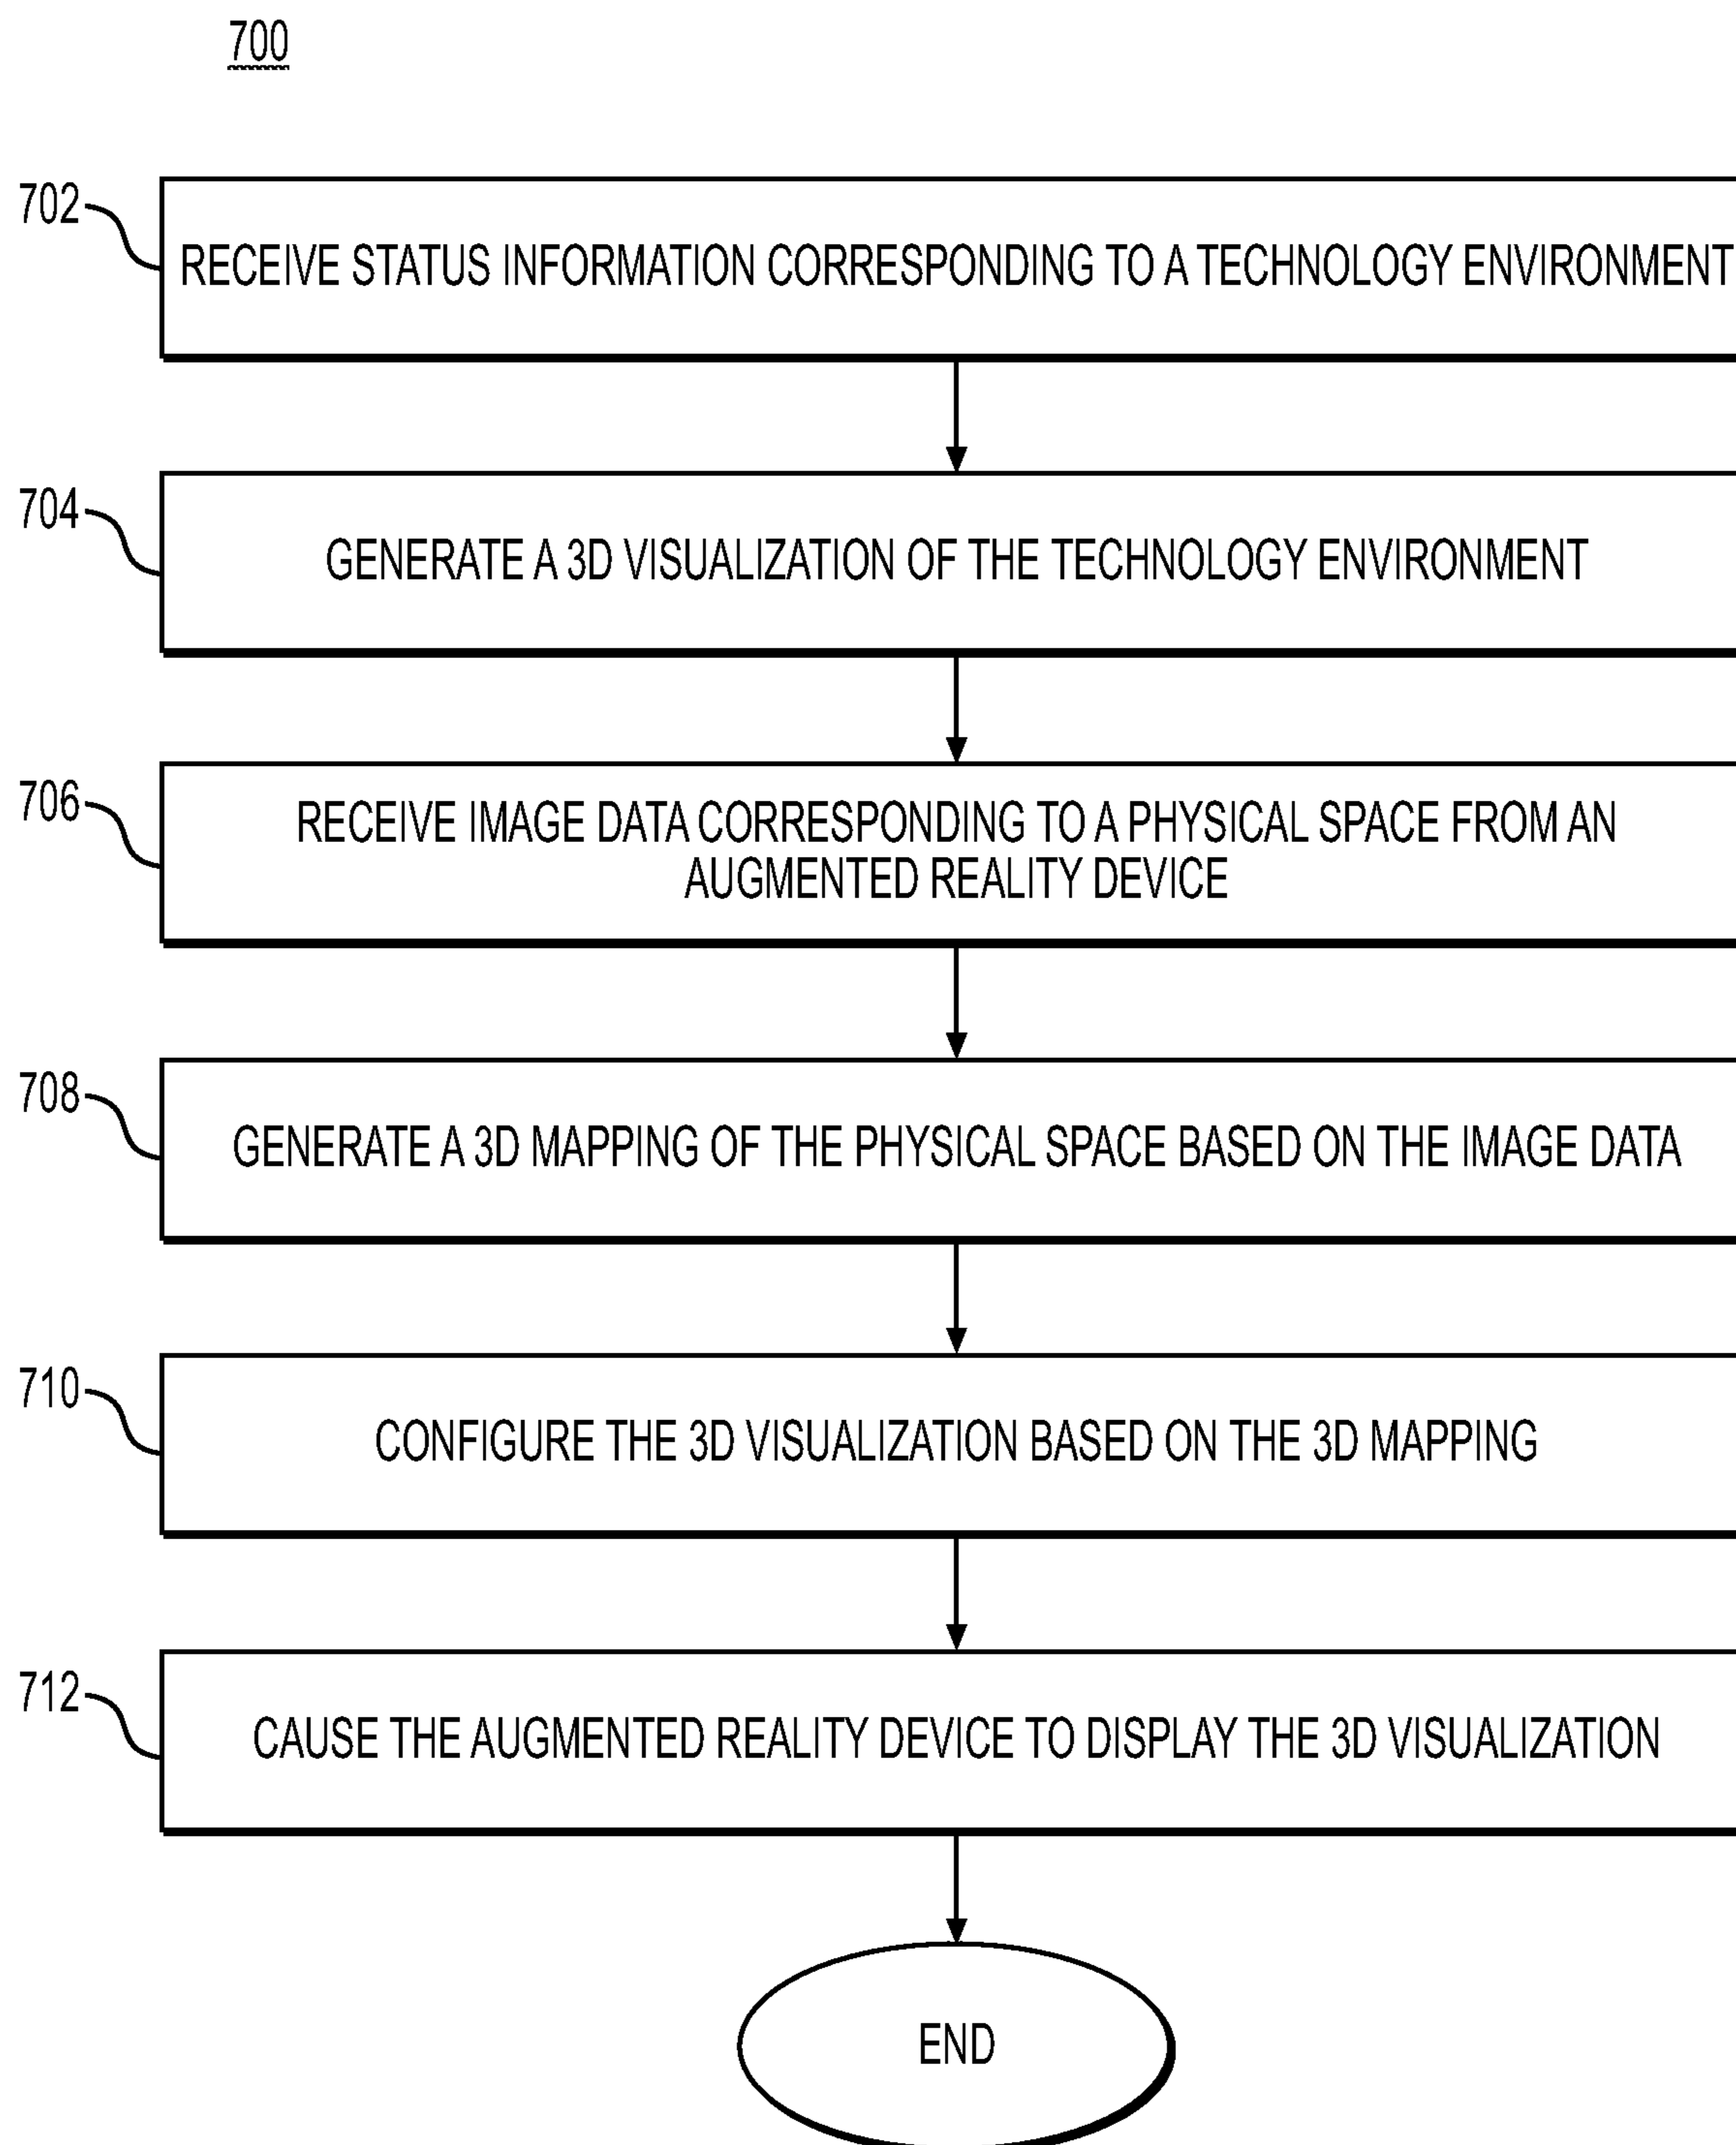 700
702
RECEIVE STATUS INFORMATION CORRESPONDING TO A TECHNOLOGY ENVIRONMENT
704
GENERATE A 3D VISUALIZATION OF THE TECHNOLOGY ENVIRONMENT
706
RECEIVE IMAGE DATA CORRESPONDING TO A PHYSICAL SPACE FROM AN
AUGMENTED REALITY DEVICE
708
GENERATE A 3D MAPPING OF THE PHYSICAL SPACE BASED ON THE IMAGE DATA
710
CONFIGURE THE 3D VISUALIZATION BASED ON THE 3D MAPPING
712
CAUSE THE AUGMENTED REALITY DEVICE TO DISPLAY THE 3D VISUALIZATION
END